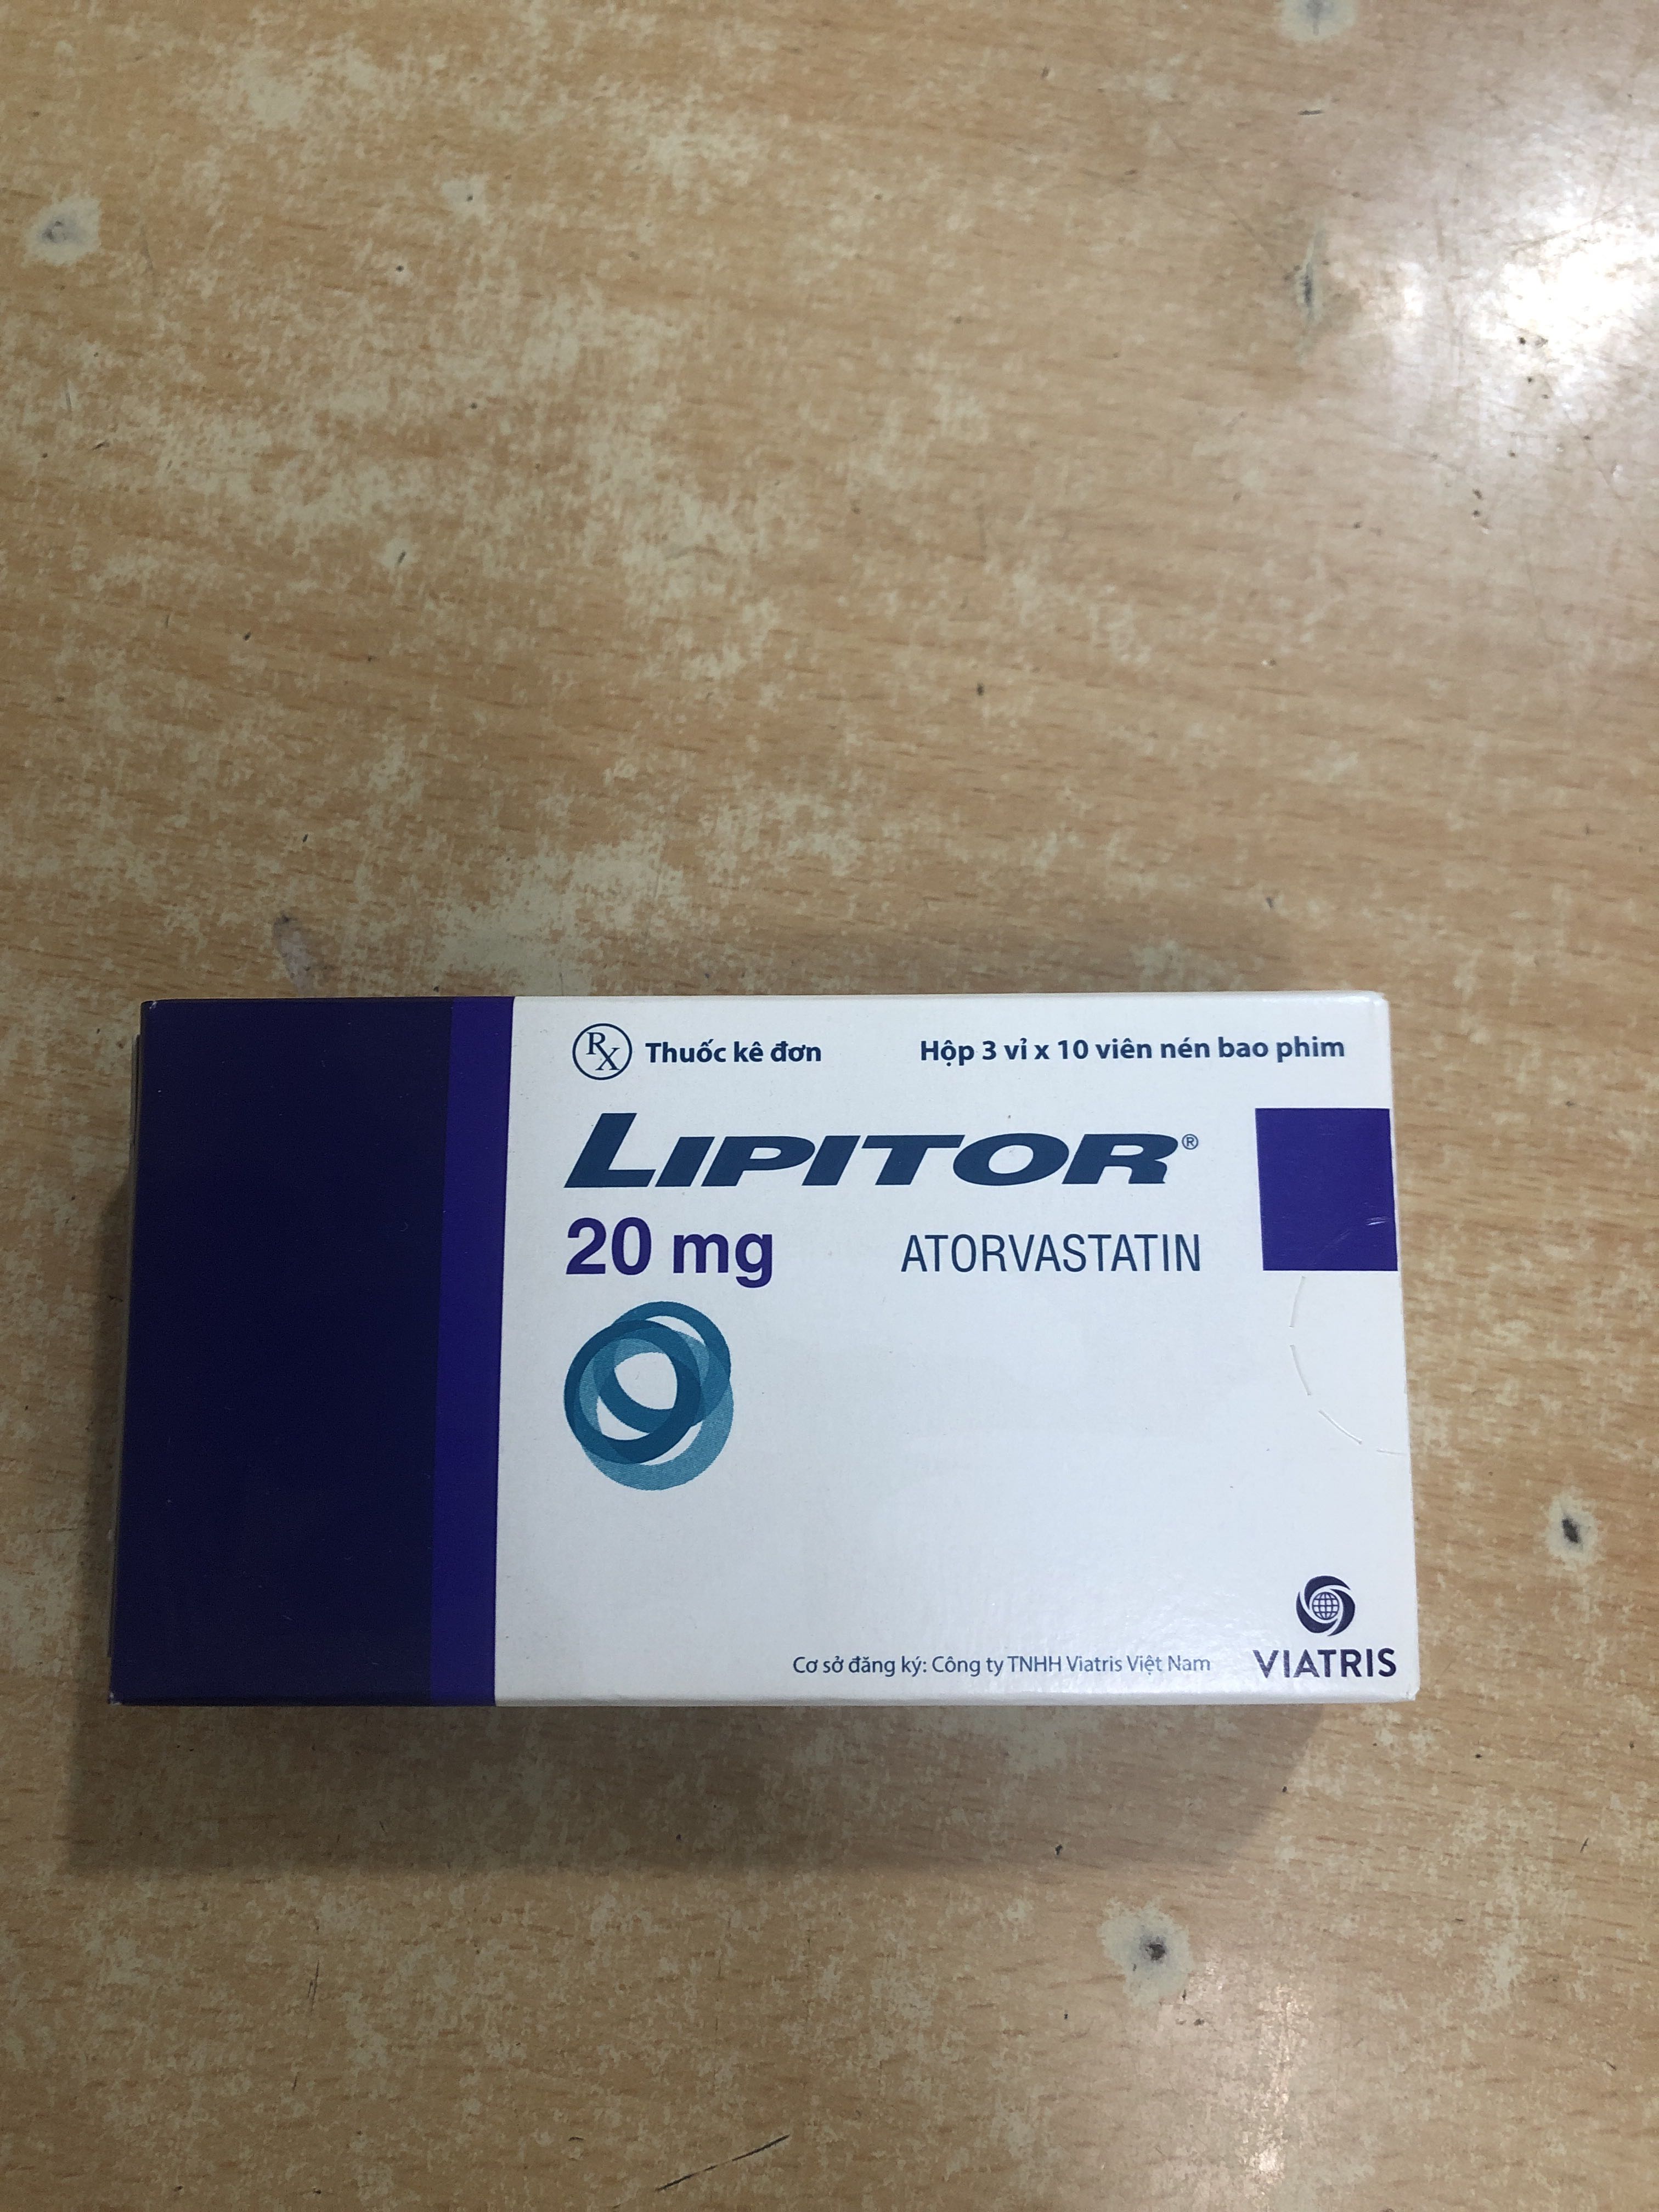 RX Thuốc kê đơn
Hộp 3 vỉ x 10 viên nén bao phim
LIPITOR®
20 mg
ATORVASTATIN
Cơ sở đăng ký: Công ty TNHH Viatris Việt Nam
VIATRIS